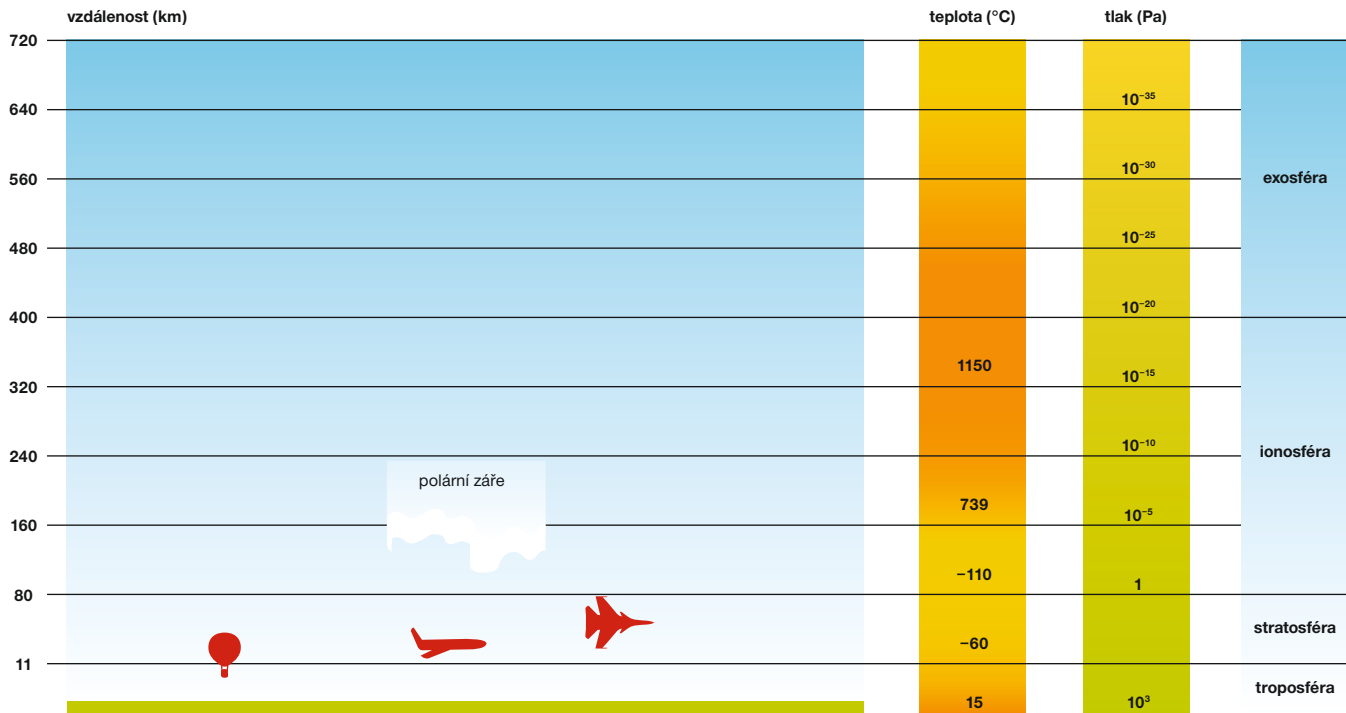 vzdálenost (km) teplota (°C) tlak (Pa)
720
640 10⁻³⁵
560 10⁻³⁰ exosféra
480 10⁻²⁵
400 10⁻²⁰
1150
320 10⁻¹⁵
240 10⁻¹⁰ ionosféra
polární záře
739
160 10⁻⁵
−110 1
80
stratosféra
−60
11
troposféra
15 10³